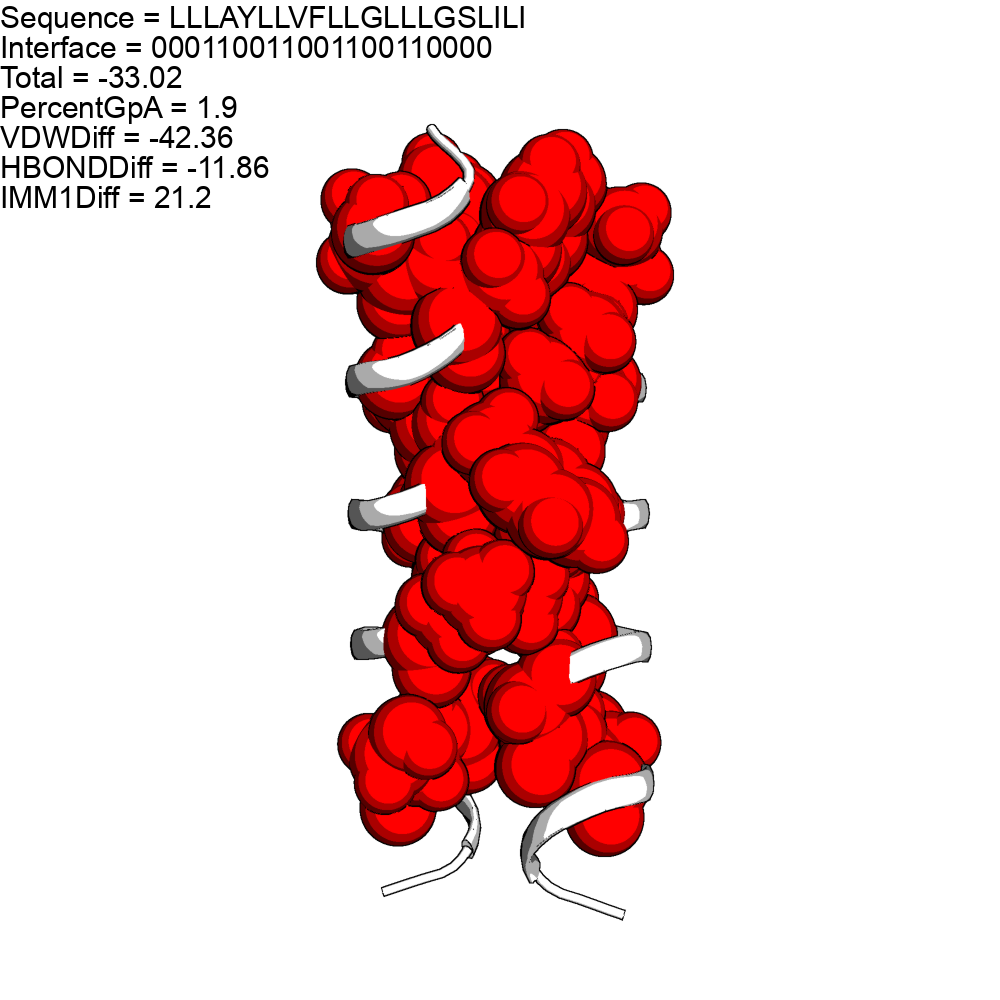 Sequence = LLLAYLLVFLLGLLLGSLILI
Interface = 000110011001100110000
Total = -33.02
PercentGpA = 1.9
VDWDiff = -42.36
HBONDDiff = -11.86
IMM1Diff = 21.2